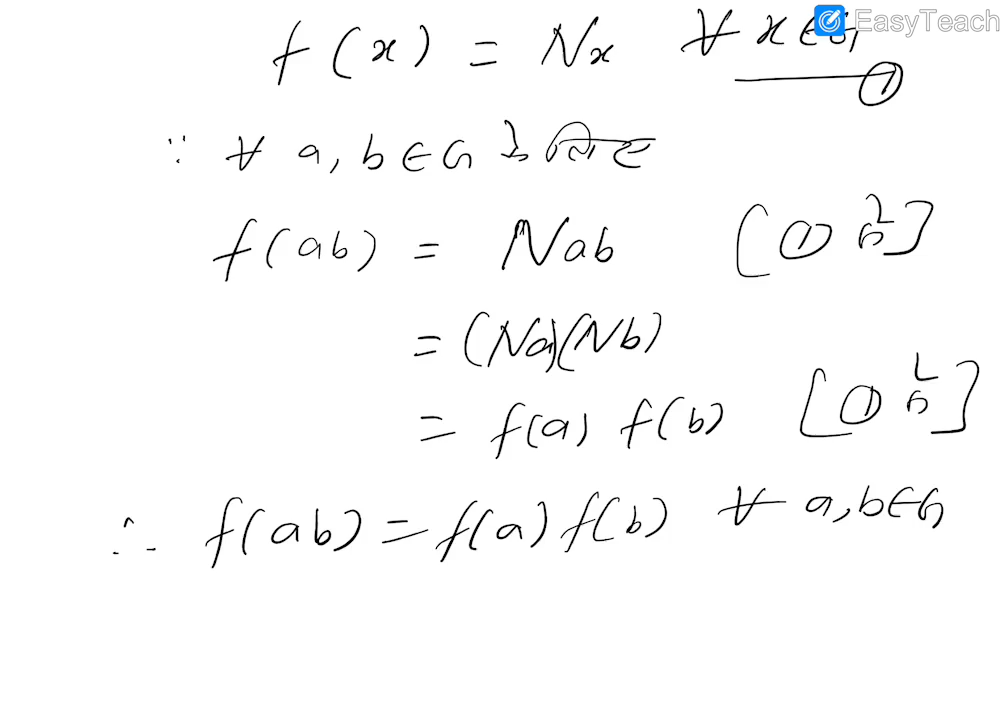 EasyTeach
f(x) = Nx ∀ x ∈ G ①
∵ ∀ a, b ∈ G के लिए
f(ab) = Nab [① से]
= (Na)(Nb)
= f(a) f(b) [① से]
∴ f(ab) = f(a) f(b) ∀ a, b ∈ G